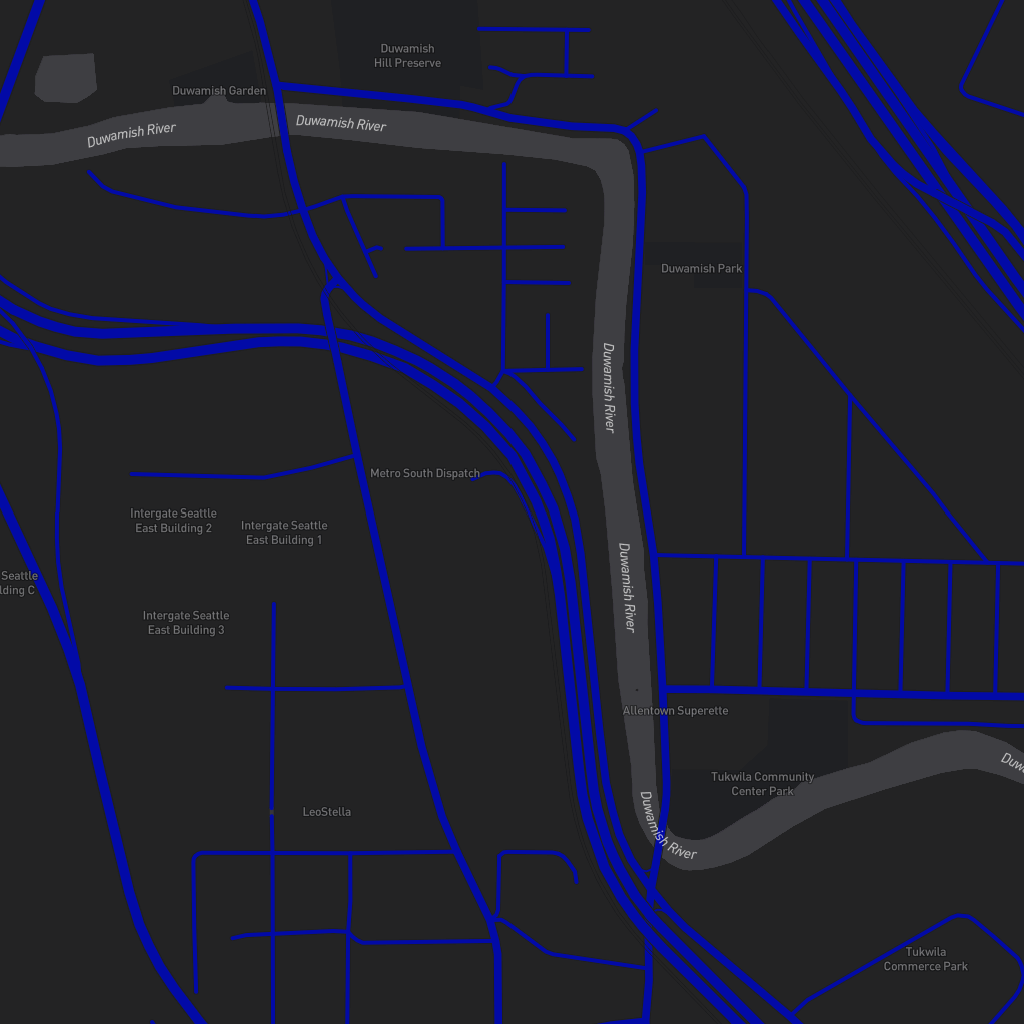 Duwamish
Hill Preserve
Duwamish Garden
Duwamish River
Duwamish River
Duwamish Park
Duwamish River
Metro South Dispatch
Intergate Seattle
East Building 2
Intergate Seattle
East Building 1
Seattle
lding C
Duwamish River
Intergate Seattle
East Building 3
Allentown Superette
Tukwila Community
Center Park
Duwa
LeoStella
Duwamish River
Tukwila
Commerce Park